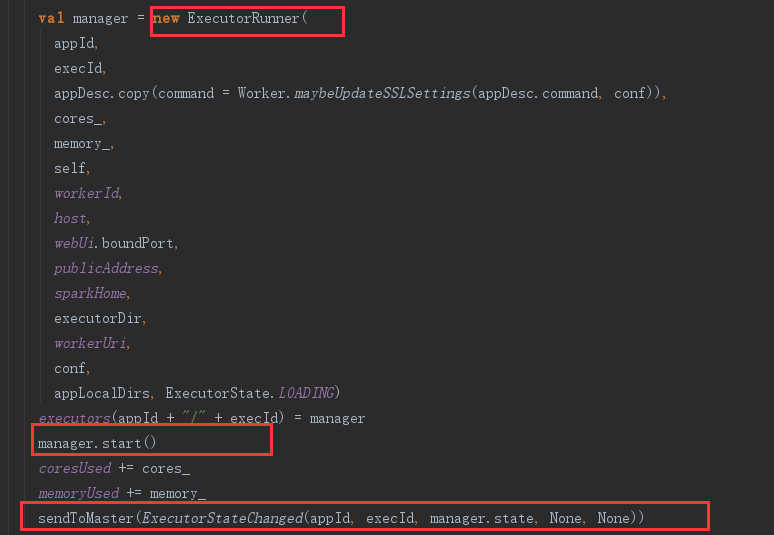 val manager = new ExecutorRunner(
appId,
execId,
appDesc.copy(command = Worker.maybeUpdateSSLSettings(appDesc.command, conf)),
cores_,
memory_,
self,
workerId,
host,
webUi.boundPort,
publicAddress,
sparkHome,
executorDir,
workerUri,
conf,
appLocalDirs, ExecutorState.LOADING)
executors(appId + "/" + execId) = manager
manager.start()
coresUsed += cores_
memoryUsed += memory_
sendToMaster(ExecutorStateChanged(appId, execId, manager.state, None, None))